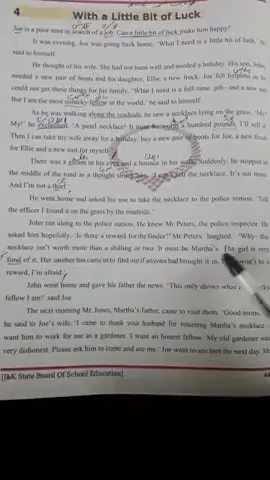 4
With a Little Bit of Luck
Joe is a poor man in search of a job. Can a little bit of luck make him happy?
It was evening. Joe was going back home. 'What I need is a little bit of luck,' he
said to himself.
He thought of his wife. She had not been well and needed a holiday. His son, John,
needed a new pair of boots and his daughter, Ellie, a new frock. Joe felt helpless as he
could not get these things for his family. 'What I need is a full-time job—and a new suit
But I am the most unlucky fellow in the world,' he said to himself
As he was walking along the roadside, he saw a necklace lying on the grass. 'My!
My!' he exclaimed. 'A pearl necklace! It must be worth a hundred pounds. I'll sell it
Then I can take my wife away for a holiday, buy a new pair of boots for Joe, a new frock
for Ellie and a new suit for myself.'
There was a gleam in his eyes and a bounce in his walk. Suddenly, he stopped in
the middle of the road as a thought struck him. I can't sell the necklace. It's not mine
And I'm not a thief.
He went home and asked his son to take the necklace to the police station. 'Tell
the officer I found it on the grass by the roadside.'
John ran along to the police station. He knew Mr Peters, the police inspector. He
asked him hopefully, 'Is there a reward for the finder?' Mr Peters laughed. 'Why the
necklace isn't worth more than a shilling or two. It must be Martha's. The girl is very
fond of it. Her mother has come in to find out if anyone had brought it in. won't be a
reward, I'm afraid.'
John went home and gave his father the news. 'This only shows what
fellow I am!' said Joe
The next morning Mr. Jones, Martha's father, came to visit them. 'Good
he said to Joe's wife. 'I came to thank your husband for returning Martha's necklace
want him to work for me as a gardener. I want an honest fellow. My old gardener was
very dishonest. Please ask him to come and see me.' Joe went to see him the next day. Mr
[J&K State Board Of School Education]